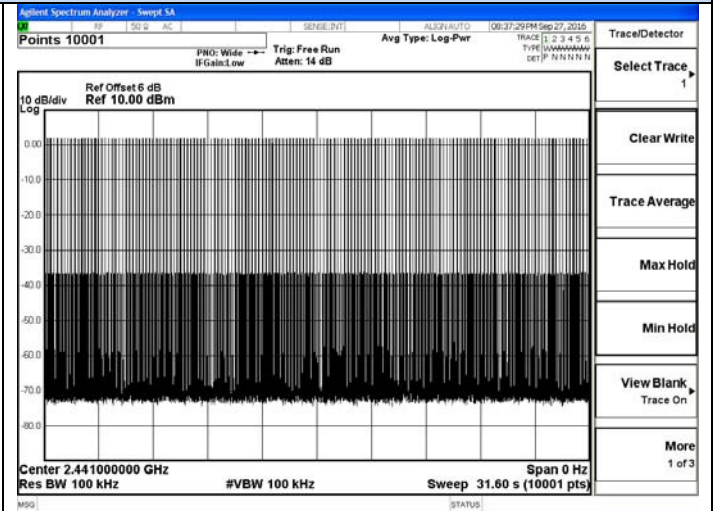 Agilent Spectrum Analyzer - Swept SA
RF 50 Ω AC SENSE:INT ALIGN AUTO 08:37:29 PM Sep 27, 2016
Points 10001
PNO: Wide
IFGain:Low
Trig: Free Run
Atten: 14 dB
Avg Type: Log-Pwr
TRACE 1 2 3 4 5 6
TYPE
DET P N N N N N
Ref Offset 6 dB
10 dB/div Ref 10.00 dBm
Log
0.00
-10.0
-20.0
-30.0
-40.0
-50.0
-60.0
-70.0
-80.0
Center 2.441000000 GHz Span 0 Hz
Res BW 100 kHz #VBW 100 kHz Sweep 31.60 s (10001 pts)
MSG STATUS
Trace/Detector
Select Trace
1
Clear Write
Trace Average
Max Hold
Min Hold
View Blank
Trace On
More
1 of 3